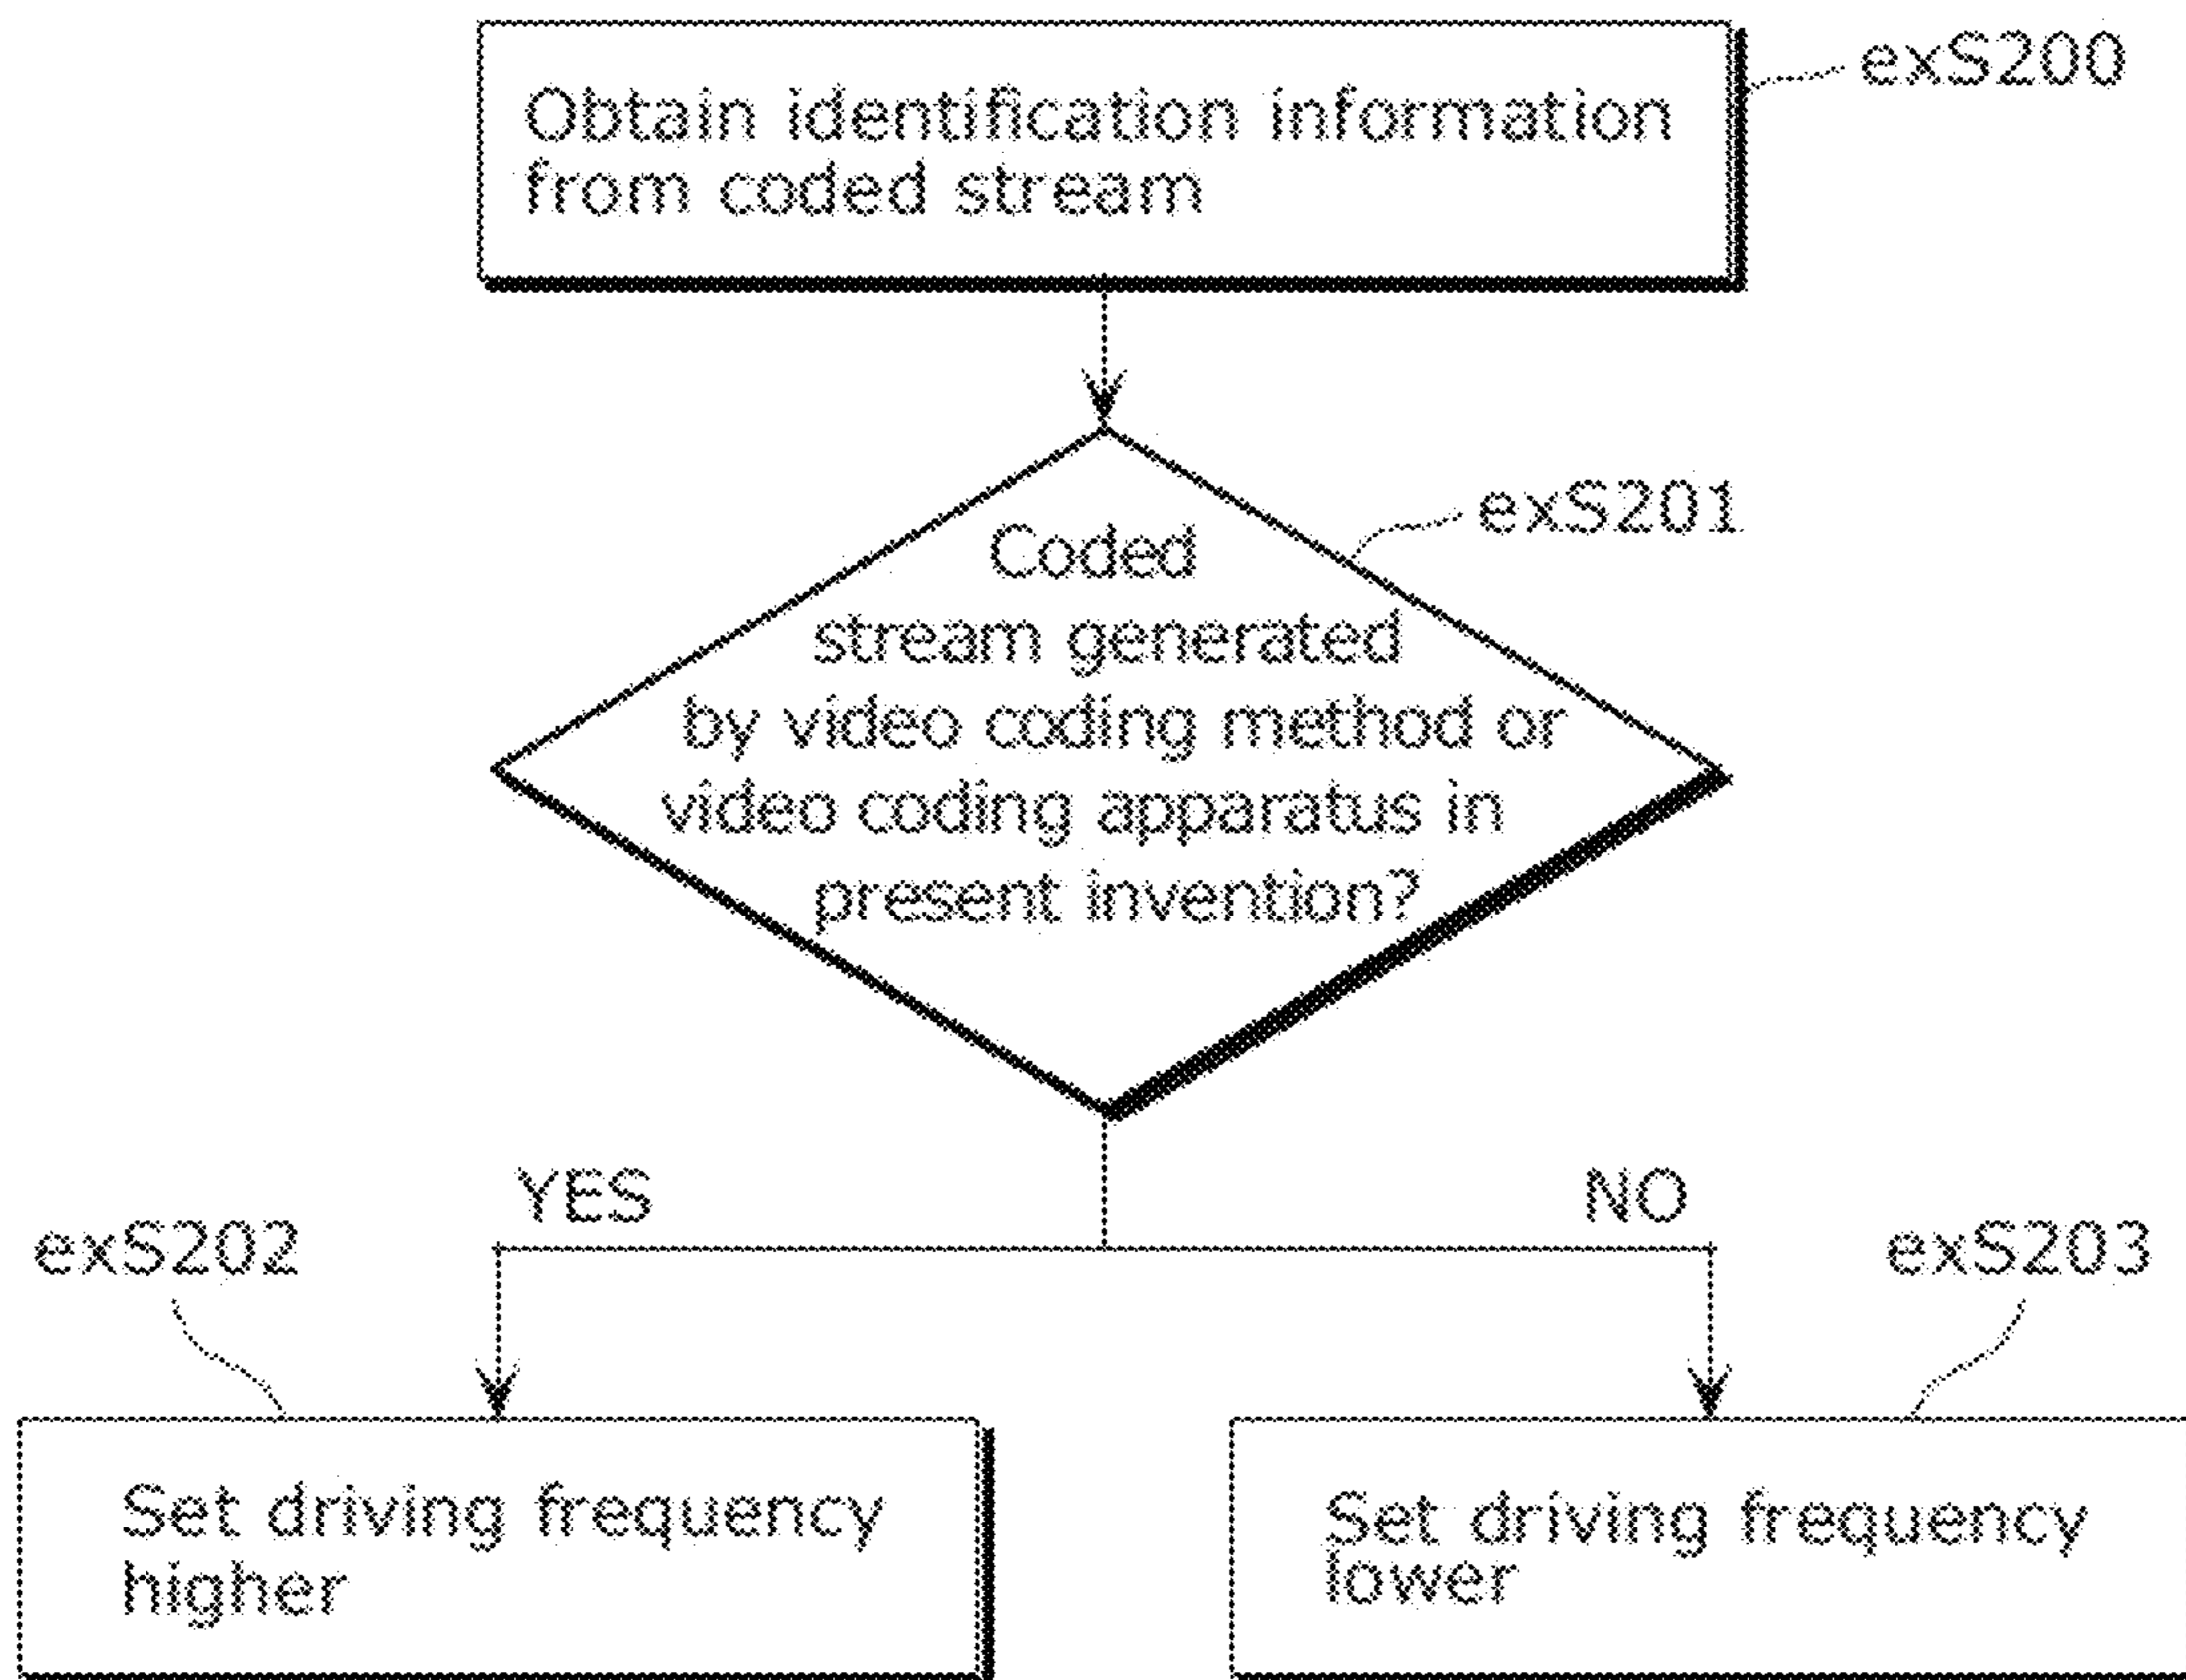 exS200
Obtain identification information
from coded stream
exS201
Coded
stream generated
by video coding method or
video coding apparatus in
present invention?
YES
NO
exS202
exS203
Set driving frequency
higher
Set driving frequency
lower